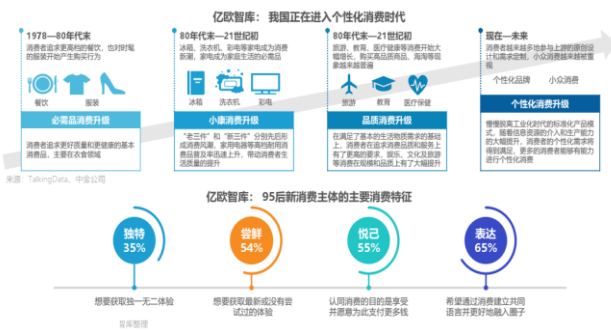 亿欧智库： 我国正在进入个性化消费时代
1978—80年代末
消费者追求更高档的餐饮，也对时髦
的服装开始产生购买行为
餐饮
服装
必需品消费升级
消费者追求更好质量和更健康的基本
消费品，主要在衣食领域
80年代末—21世纪初
冰箱、洗衣机、彩电等家电成为消费
新潮，家电成为家庭生活的必需品
冰箱
洗衣机
彩电
小康消费升级
“老三件”和“新三件”分别先后形
成消费风潮，家用电器等高档耐用消
费品普及率迅速上升，带动消费者生
活质量的提升
80年代末—21世纪初
旅游、教育、医疗健康等消费开始大
幅增长，购买高品质商品、海淘等现
象越来越普遍
旅游
教育
医疗保健
品质消费升级
在满足了基本的生活物质需求的基础
上，消费者在追求消费品质和服务上
有了更高的要求，娱乐、文化及旅游
等消费在规模和品质上有了大幅提升
现在—未来
消费者越来越多地参与上游的原创设
计和需求定制，小众消费越来越被重
视
个性化品牌
小众消费
个性化消费升级
慢慢脱离工业化时代的标准化产品模
式，随着信息资源的介入和生产能力
的大幅提升，消费者的个性化需求将
得到满足，更多的消费者能够有能力
进行个性化消费
来源：TalkingData、中金公司
亿欧智库： 95后新消费主体的主要消费特征
独特
35%
想要获取独一无二体验
尝鲜
54%
想要获取最新或没有尝
试过的体验
悦己
55%
认同消费的目的是享受
并愿意为此支付更多钱
表达
65%
希望通过消费建立共同
语言并更好地融入圈子
智库整理